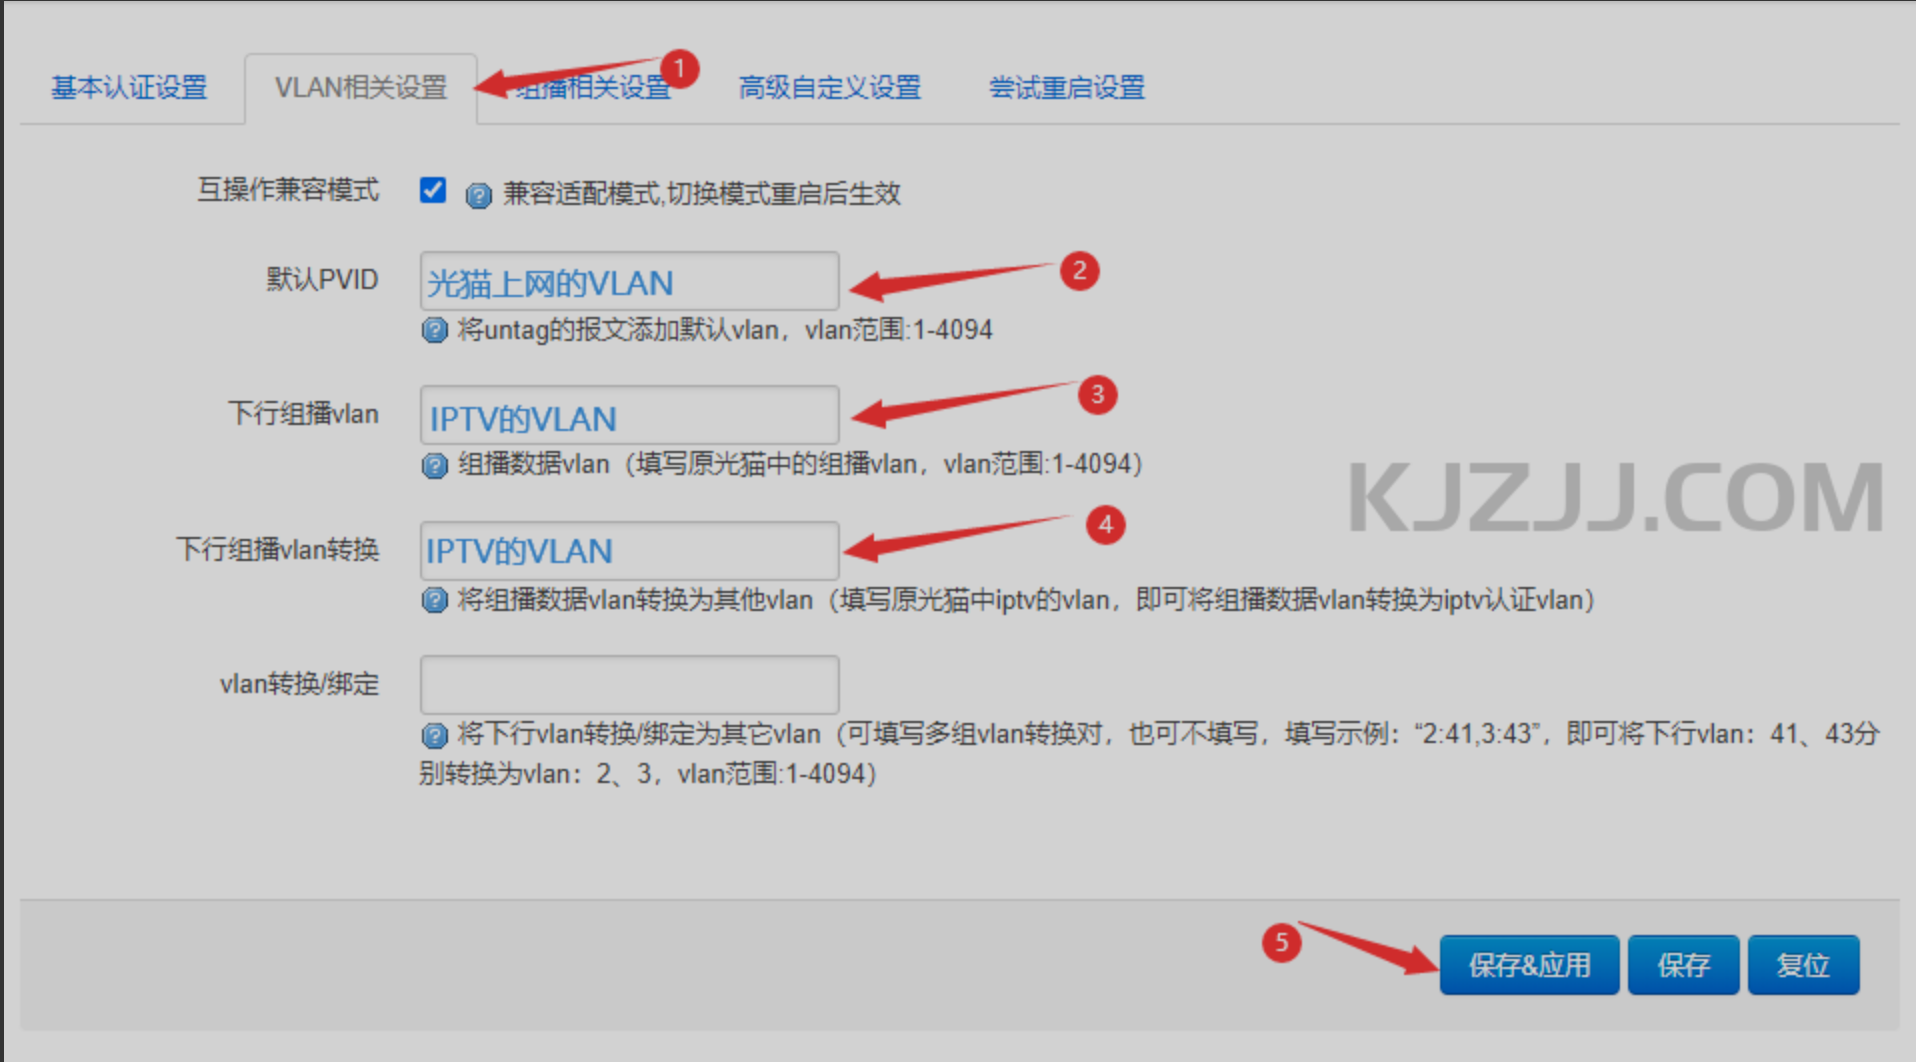 基本认证设置 VLAN相关设置 组播相关设置 高级自定义设置 尝试重启设置
1
互操作兼容模式 兼容适配模式,切换模式重启后生效
默认PVID 光猫上网的VLAN 2
将untag的报文添加默认vlan，vlan范围:1-4094
下行组播vlan IPTV的VLAN 3
组播数据vlan（填写原光猫中的组播vlan，vlan范围:1-4094）
KJZJJ.COM
下行组播vlan转换 IPTV的VLAN 4
将组播数据vlan转换为其他vlan（填写原光猫中iptv的vlan，即可将组播数据vlan转换为iptv认证vlan）
vlan转换/绑定
将下行vlan转换/绑定为其它vlan（可填写多组vlan转换对，也可不填写，填写示例：“2:41,3:43”，即可将下行vlan：41、43分
别转换为vlan：2、3，vlan范围:1-4094）
5 保存&应用 保存 复位